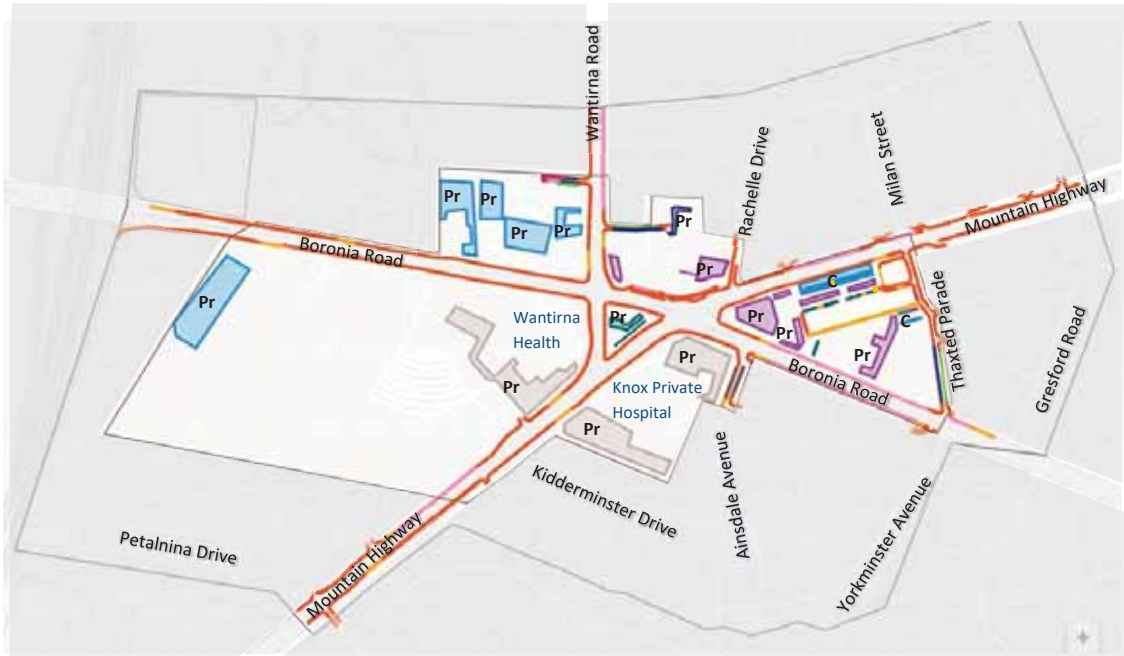 Wantirna Road
Rachelle Drive
Milan Street
Mountain Highway
Pr
Pr
Pr
Pr
Pr
Boronia Road
Pr
Pr
C
Thaxted Parade
Gresford Road
Wantirna
Health
Pr
Pr
Pr
C
Pr
Pr
Boronia Road
Pr
Knox Private
Hospital
Pr
Ainsdale Avenue
Kidderminster Drive
Yorkminster Avenue
Petalnina Drive
Mountain Highway